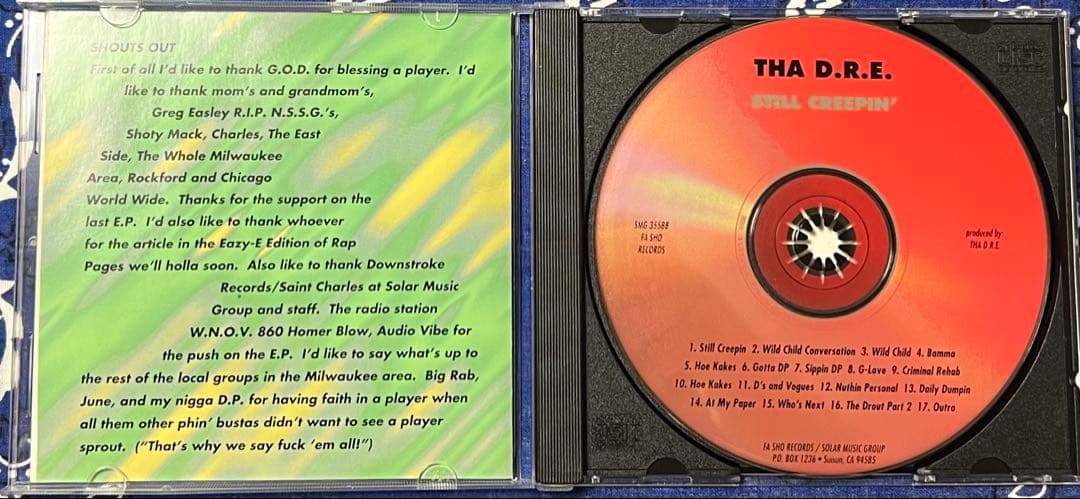 SHOUTS OUT
First of all I'd like to thank G.O.D. for blessing a player. I'd
like to thank mom's and grandmom's,
Greg Easley R.I.P. N.S.S.G.'s,
Shoty Mack, Charles, The East
Side, The Whole Milwaukee
Area, Rockford and Chicago
World Wide. Thanks for the support on the
last E.P. I'd also like to thank whoever
for the article in the Eazy-E Edition of Rap
Pages we'll holla soon. Also like to thank Downstroke
Records/Saint Charles at Solar Music
Group and staff. The radio station
W.N.O.V. 860 Homer Blow, Audio Vibe for
the push on the E.P. I'd like to say what's up to
the rest of the local groups in the Milwaukee area. Big Rab,
June, and my nigga D.P. for having faith in a player when
all them other phin' bustas didn't want to see a player
sprout. ("That's why we say fuck 'em all!")
THA D.R.E.
STILL CREEPIN'
SMG 35588
FA SHO
RECORDS
produced by:
THA D.R.E.
1. Still Creepin 2. Wild Child Conversation 3. Wild Child 4. Bamma
5. Hoe Kakes 6. Gotta DP 7. Sippin DP 8. G-Love 9. Criminal Rehab
10. Hoe Kakes 11. D's and Vogues 12. Nuthin Personal 13. Daily Dumpin
14. At My Paper 15. Who's Next 16. The Drout Part 2 17. Outro
FA SHO RECORDS / SOLAR MUSIC GROUP
P.O. BOX 1236 • Suisun, CA 94585